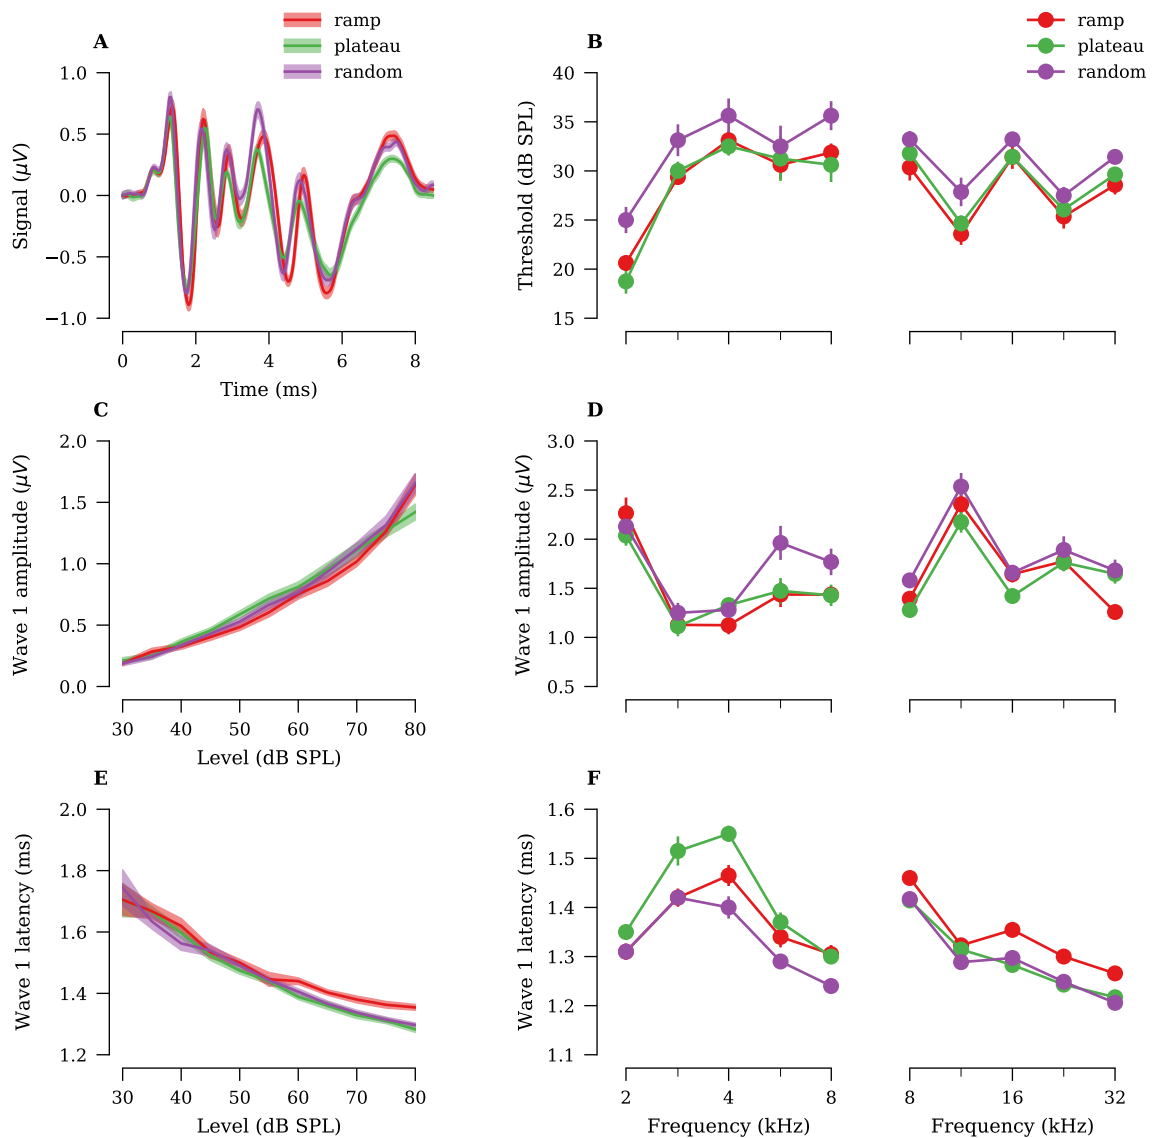 A
ramp
plateau
random
1.0
0.5
0.0
−0.5
−1.0
Signal (μV)
0 2 4 6 8
Time (ms)
B
ramp
plateau
random
40
35
30
25
20
15
Threshold (dB SPL)
C
2.0
1.5
1.0
0.5
0.0
Wave 1 amplitude (μV)
30 40 50 60 70 80
Level (dB SPL)
D
3.0
2.5
2.0
1.5
1.0
0.5
Wave 1 amplitude (μV)
E
2.0
1.8
1.6
1.4
1.2
Wave 1 latency (ms)
30 40 50 60 70 80
Level (dB SPL)
F
1.6
1.5
1.4
1.3
1.2
1.1
Wave 1 latency (ms)
2 4 8
Frequency (kHz)
8 16 32
Frequency (kHz)